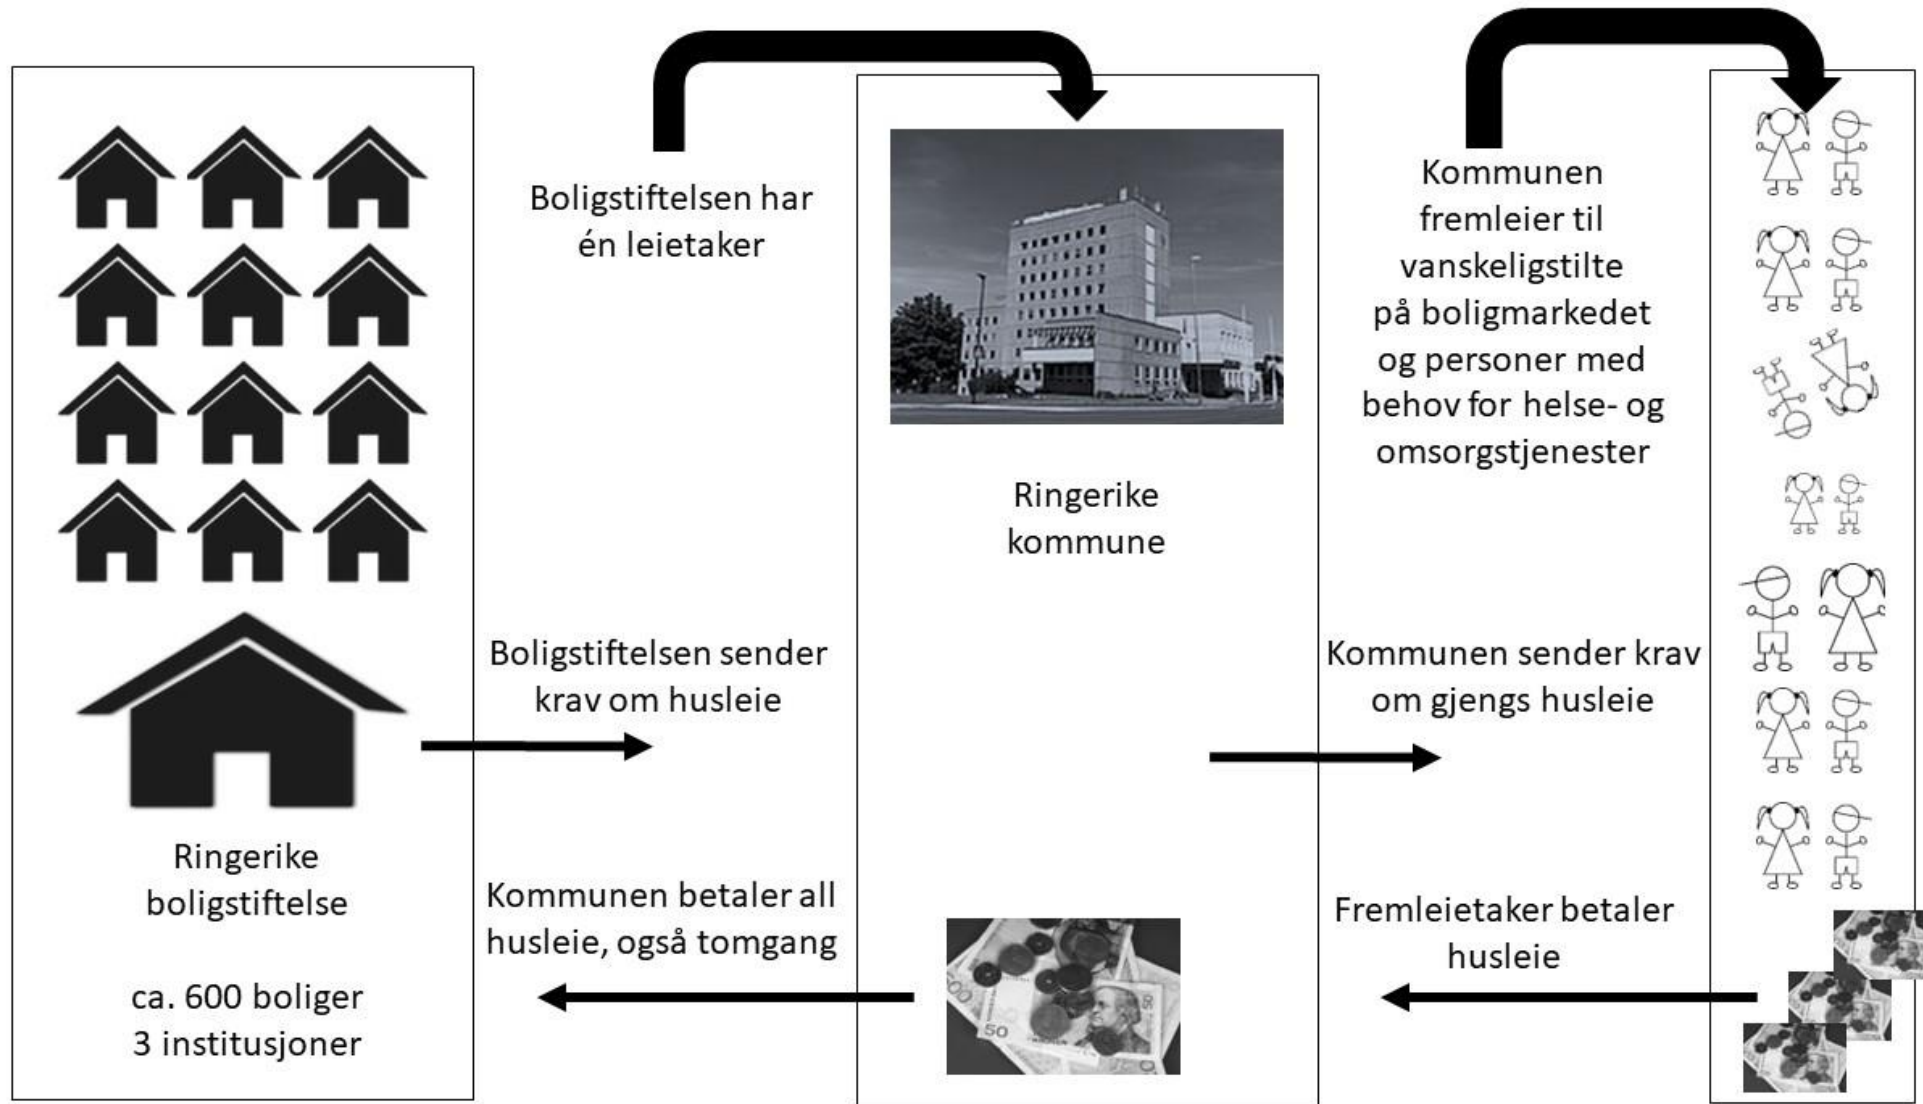 Boligstiftelsen har
én leietaker
Kommunen
fremleier til
vanskeligstilte
på boligmarkedet
og personer med
behov for helse- og
omsorgstjenester
Ringerike
kommune
Boligstiftelsen sender
krav om husleie
Kommunen sender krav
om gjengs husleie
Ringerike
boligstiftelse
ca. 600 boliger
3 institusjoner
Kommunen betaler all
husleie, også tomgang
Fremleietaker betaler
husleie
50
50